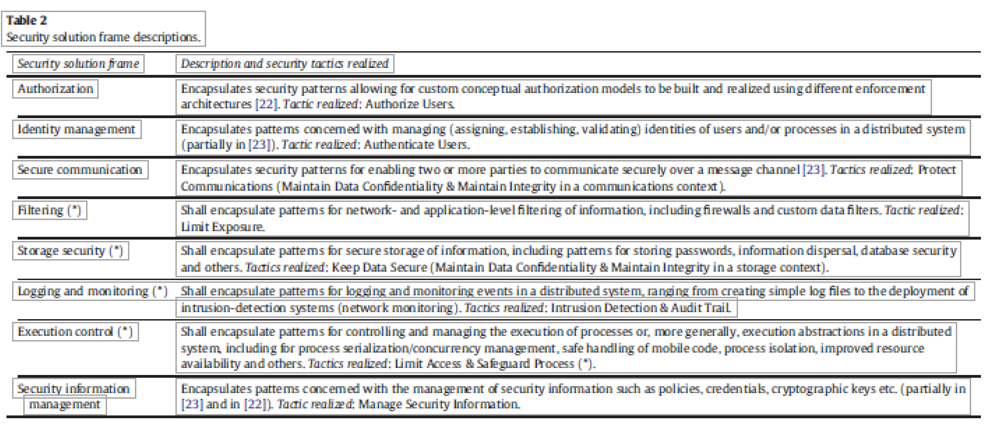 Table 2
Security solution frame descriptions.
Security solution frame Description and security tactics realized
Authorization Encapsulates security patterns allowing for custom conceptual authorization models to be built and realized using different enforcement
architectures [22]. Tactic realized: Authorize Users.
Identity management Encapsulates patterns concerned with managing (assigning, establishing, validating) identities of users and/or processes in a distributed system
(partially in [23]). Tactic realized: Authenticate Users.
Secure communication Encapsulates security patterns for enabling two or more parties to communicate securely over a message channel [23]. Tactics realized: Protect
Communications (Maintain Data Confidentiality & Maintain Integrity in a communications context).
Filtering (*) Shall encapsulate patterns for network- and application-level filtering of information, including firewalls and custom data filters. Tactic realized:
Limit Exposure.
Storage security (*) Shall encapsulate patterns for secure storage of information, including patterns for storing passwords, information dispersal, database security
and others. Tactics realized: Keep Data Secure (Maintain Data Confidentiality & Maintain Integrity in a storage context).
Logging and monitoring (*) Shall encapsulate patterns for logging and monitoring events in a distributed system, ranging from creating simple log files to the deployment of
intrusion-detection systems (network monitoring). Tactics realized: Intrusion Detection & Audit Trail.
Execution control (*) Shall encapsulate patterns for controlling and managing the execution of processes or, more generally, execution abstractions in a distributed
system, including for process serialization/concurrency management, safe handling of mobile code, process isolation, improved resource
availability and others. Tactics realized: Limit Access & Safeguard Process (*).
Security information Encapsulates patterns concerned with the management of security information such as policies, credentials, cryptographic keys etc. (partially in
management [23] and in [22]). Tactic realized: Manage Security Information.